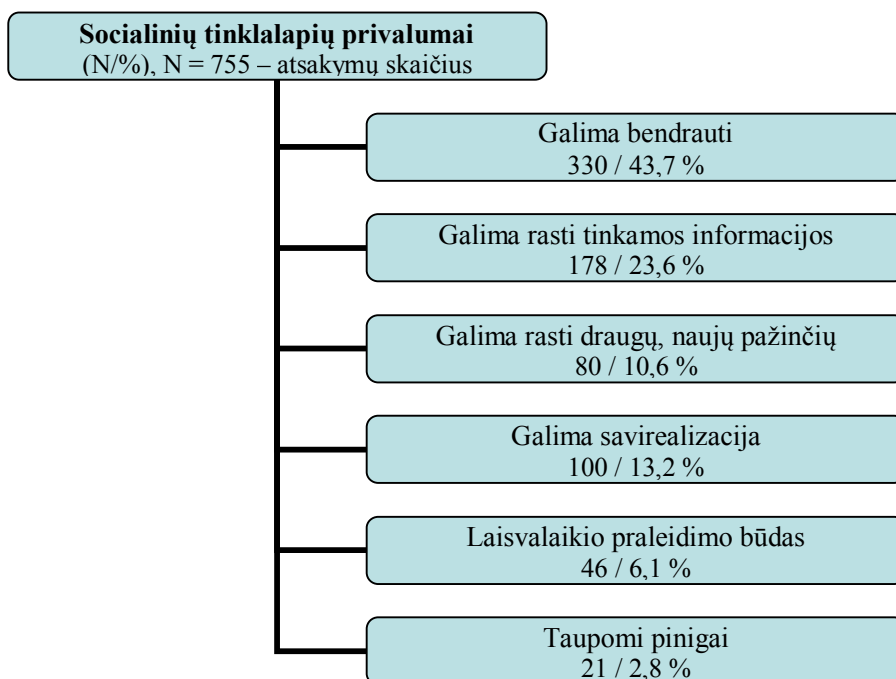 Socialinių tinklalapių privalumai
(N/%), N = 755 – atsakymų skaičius
Galima bendrauti
330 / 43,7 %
Galima rasti tinkamos informacijos
178 / 23,6 %
Galima rasti draugų, naujų pažinčių
80 / 10,6 %
Galima savirealizacija
100 / 13,2 %
Laisvalaikio praleidimo būdas
46 / 6,1 %
Taupomi pinigai
21 / 2,8 %